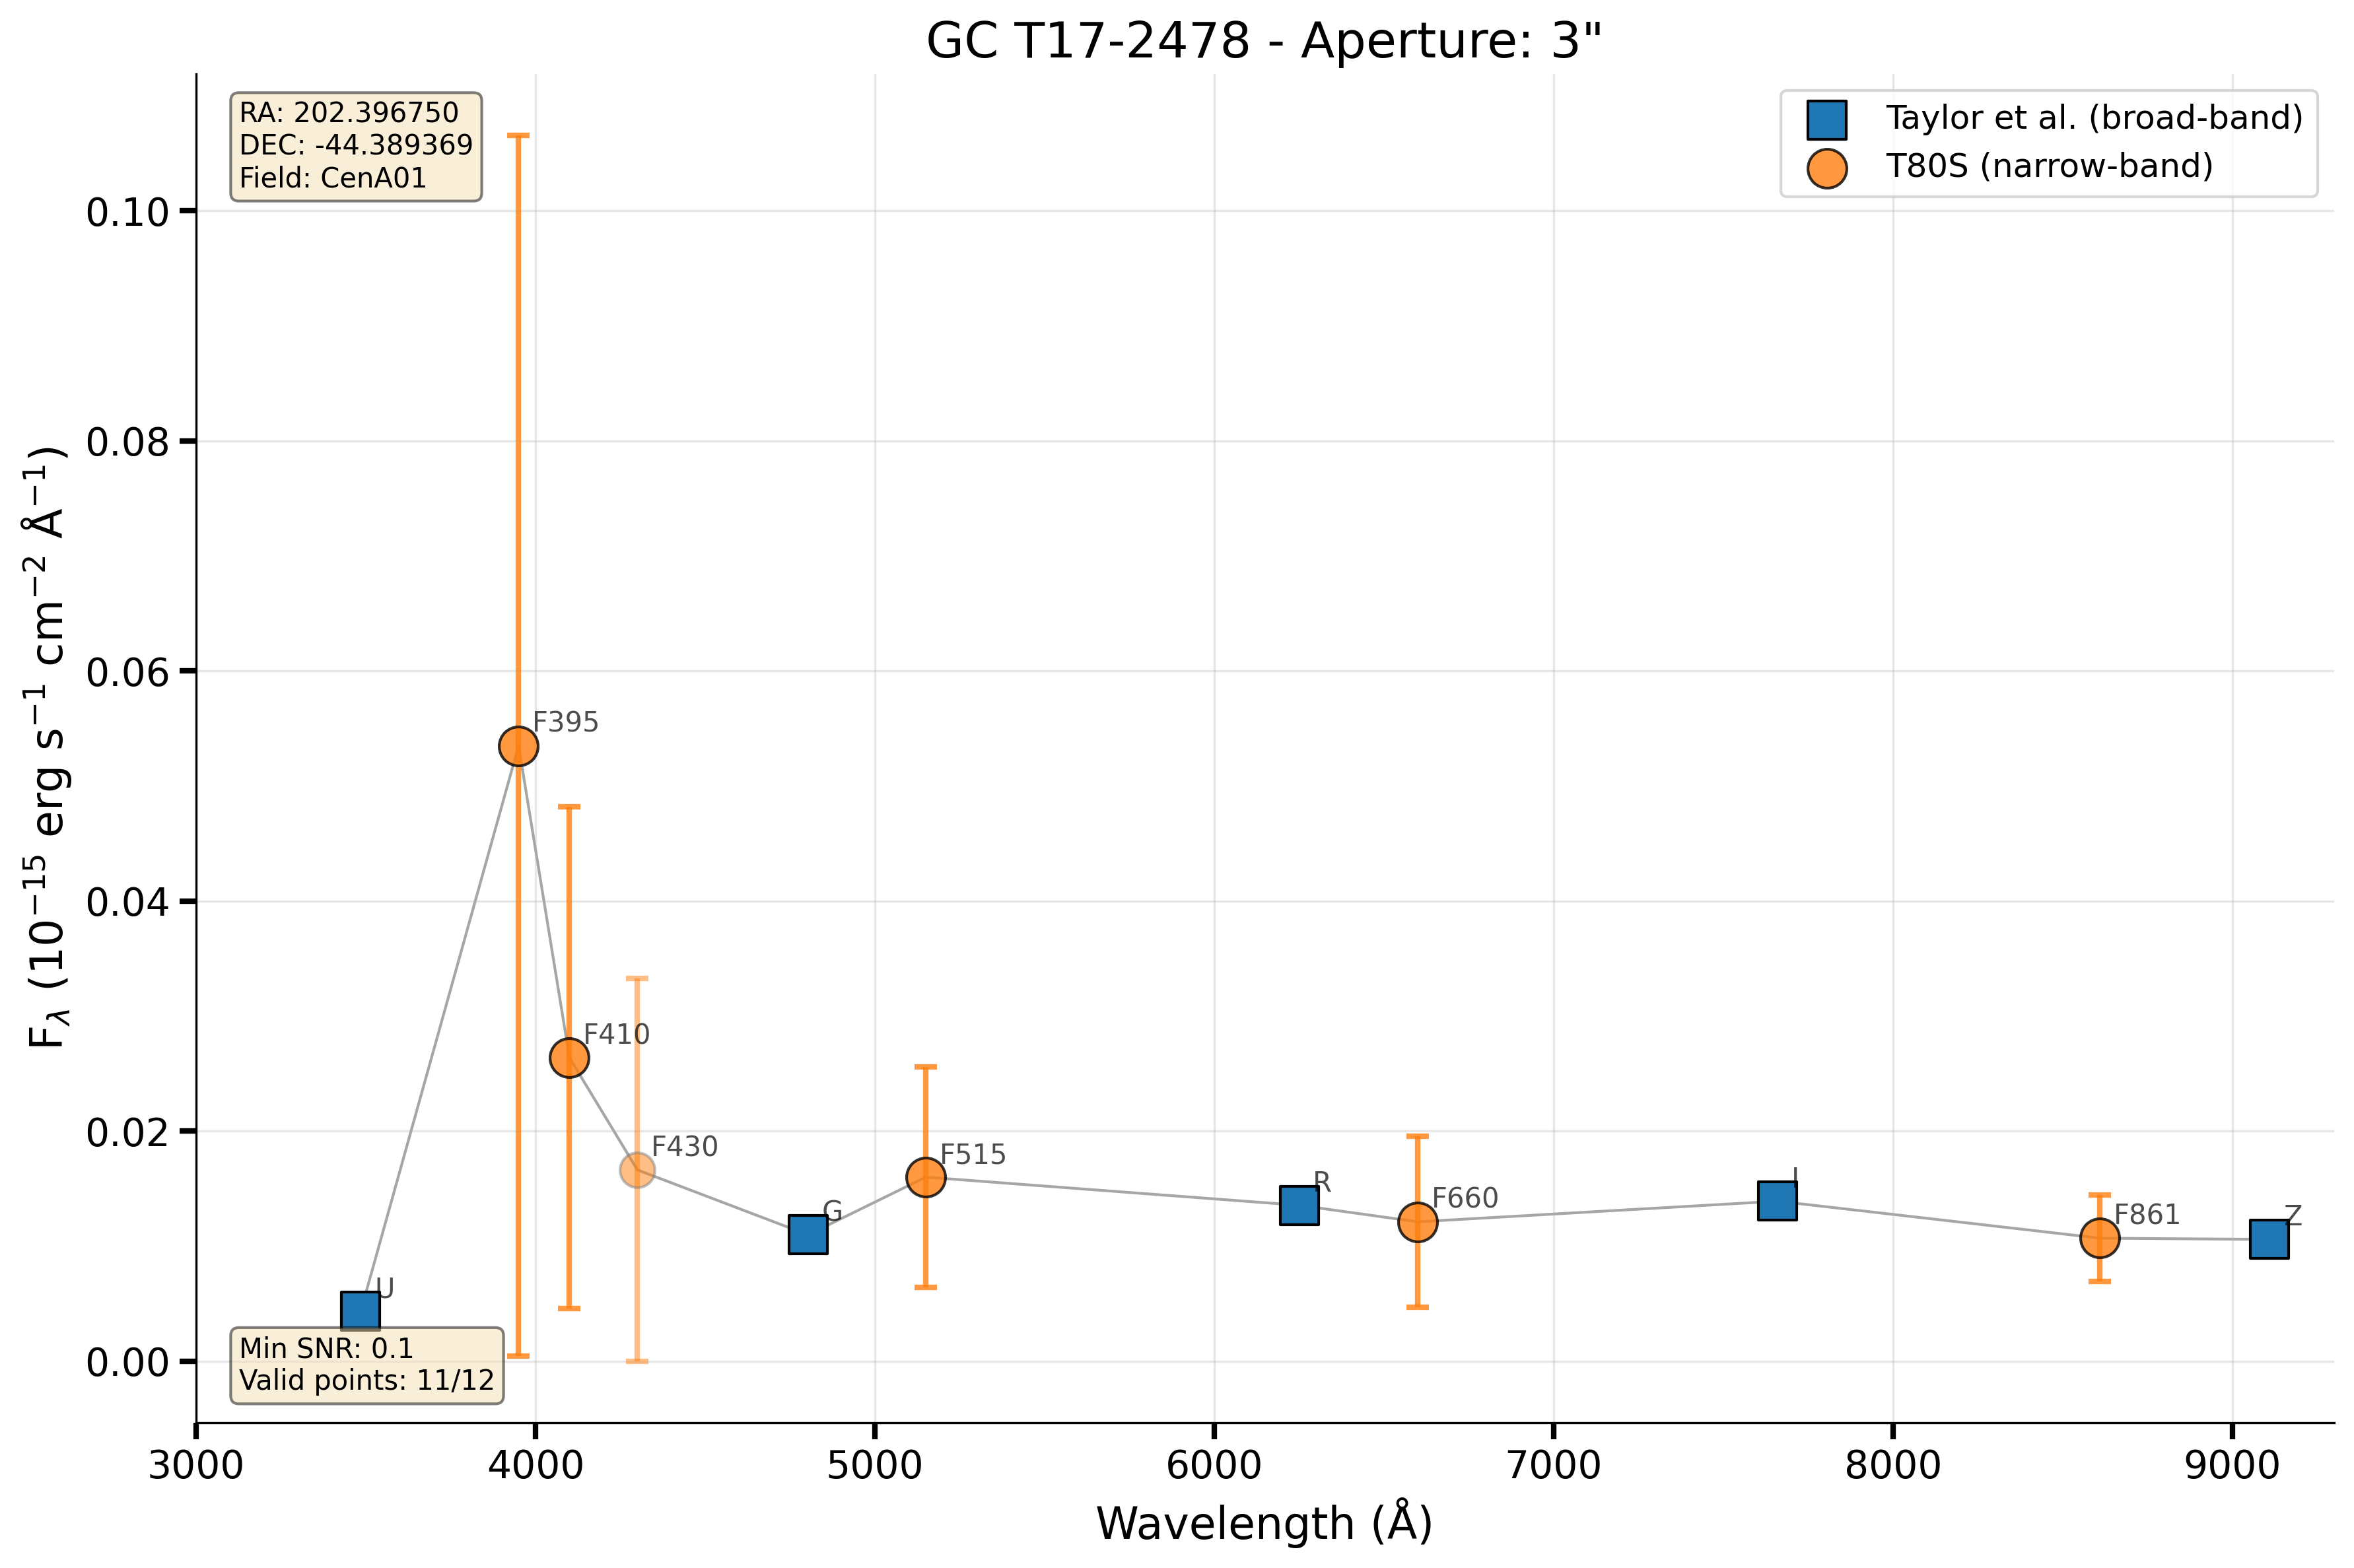 GC T17-2478 - Aperture: 3"
RA: 202.396750
DEC: -44.389369
Field: CenA01
Taylor et al. (broad-band)
T80S (narrow-band)
F$_λ$ (10$^{−15}$ erg s$^{−1}$ cm$^{−2}$ Å$^{−1}$)
0.10
0.08
0.06
0.04
0.02
0.00
F395
F410
F430
F515
G
R
F660
I
F861
Z
U
Min SNR: 0.1
Valid points: 11/12
3000 4000 5000 6000 7000 8000 9000
Wavelength (Å)